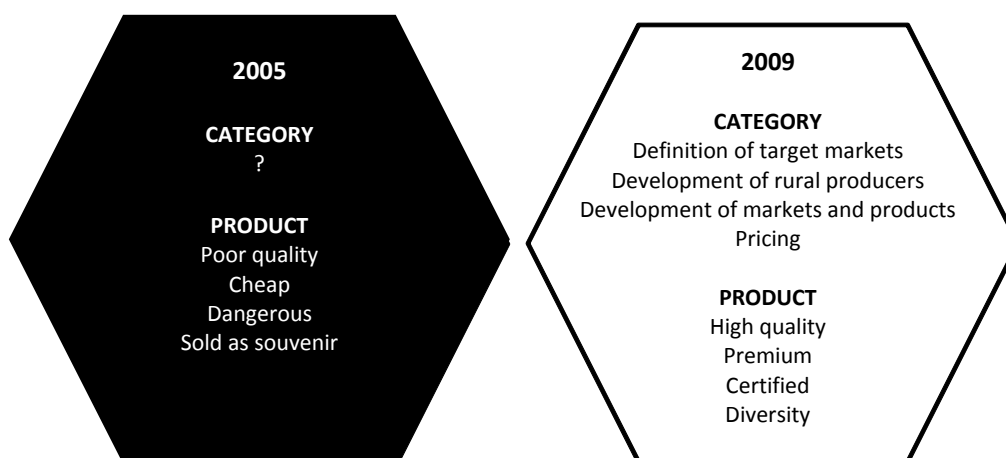 2005
CATEGORY
?
PRODUCT
Poor quality
Cheap
Dangerous
Sold as souvenir
2009
CATEGORY
Definition of target markets
Development of rural producers
Development of markets and products
Pricing
PRODUCT
High quality
Premium
Certified
Diversity